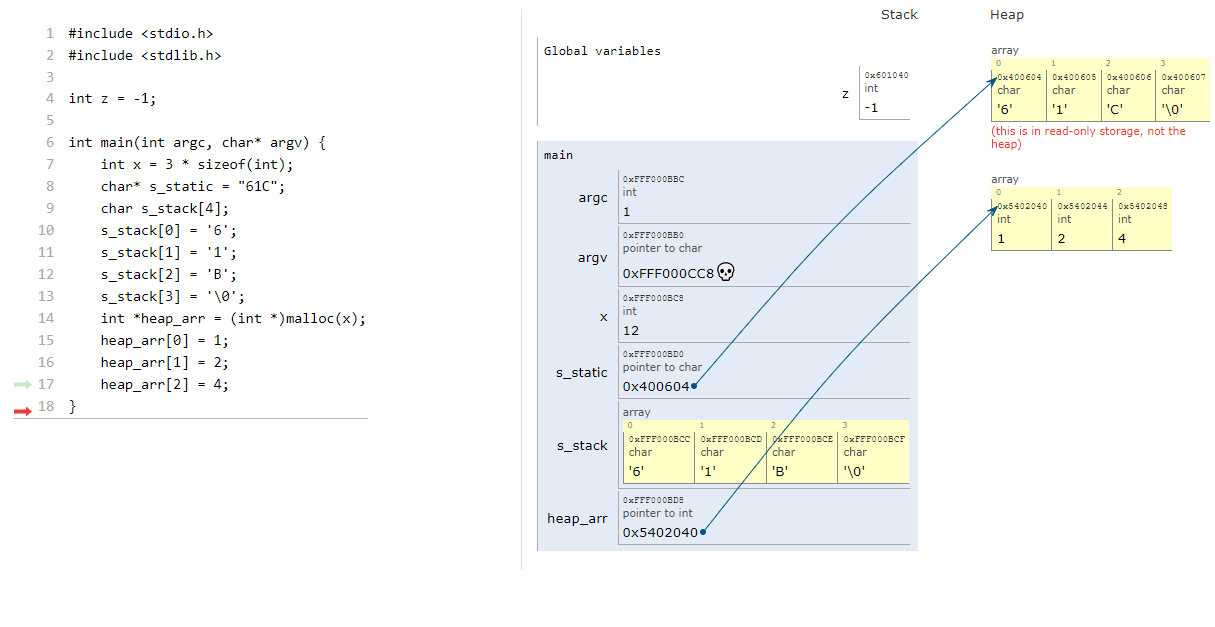 1 #include <stdio.h>
2 #include <stdlib.h>
3
4 int z = -1;
5
6 int main(int argc, char* argv) {
7 int x = 3 * sizeof(int);
8 char* s_static = "61C";
9 char s_stack[4];
10 s_stack[0] = '6';
11 s_stack[1] = '1';
12 s_stack[2] = 'B';
13 s_stack[3] = '\0';
14 int *heap_arr = (int *)malloc(x);
15 heap_arr[0] = 1;
16 heap_arr[1] = 2;
17 heap_arr[2] = 4;
18 }
Stack
Global variables
0x601040
z int
-1
main
0xFFF000BBC
argc int
1
0xFFF000BB0
argv pointer to char
0xFFF000CC8
0xFFF000BC8
x int
12
0xFFF000BD0
s_static pointer to char
0x400604
s_stack array
0 1 2 3
0xFFF000BCC 0xFFF000BCD 0xFFF000BCE 0xFFF000BCF
char char char char
'6' '1' 'B' '\0'
0xFFF000BD8
heap_arr pointer to int
0x5402040
Heap
array
0 1 2 3
0x400604 0x400605 0x400606 0x400607
char char char char
'6' '1' 'C' '\0'
(this is in read-only storage, not the
heap)
array
0 1 2
0x5402040 0x5402044 0x5402048
int int int
1 2 4